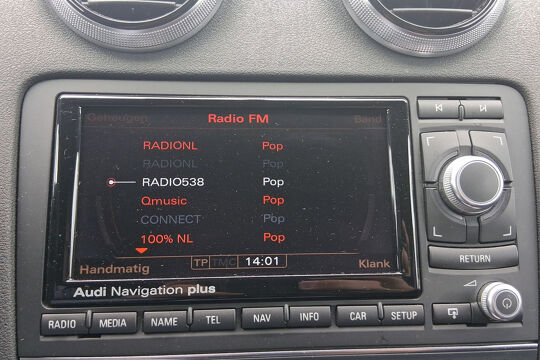 Geheugen Radio FM Band
RADIONL Pop
RADIONL Pop
RADIO538 Pop
Qmusic Pop
CONNECT Pop
100% NL Pop
Handmatig TP TMC 14:01 Klank
Audi Navigation plus
RETURN
RADIO MEDIA NAME TEL NAV INFO CAR SETUP